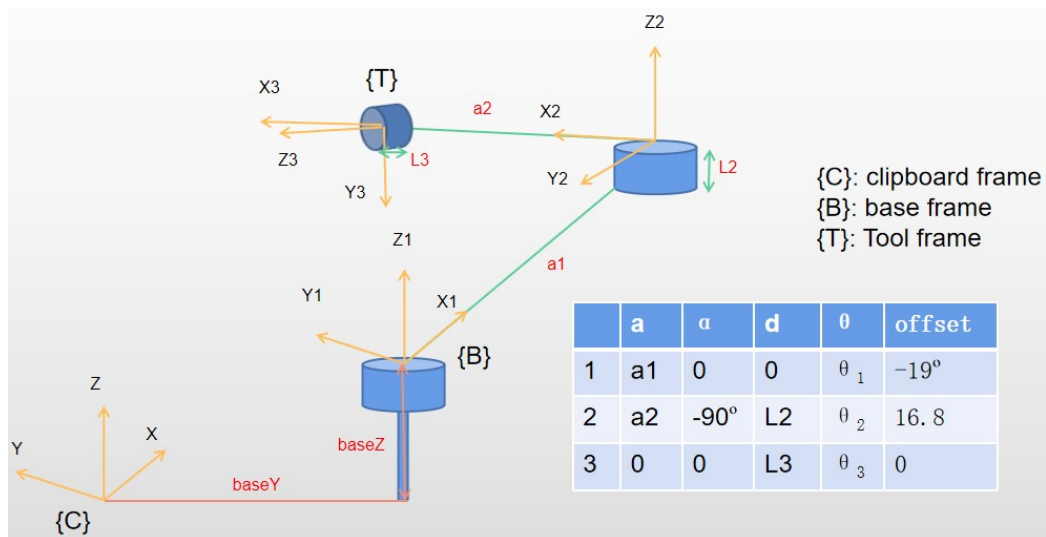 Z2
X3
{T}
a2
X2
Z3
L3
Y2
L2
Y3
{C}: clipboard frame
{B}: base frame
{T}: Tool frame
Z1
a1
Y1
X1
{B}
Z
Y
X
baseZ
baseY
{C}
a α d θ offset
1 a1 0 0 θ1 -19°
2 a2 -90° L2 θ2 16.8
3 0 0 L3 θ3 0